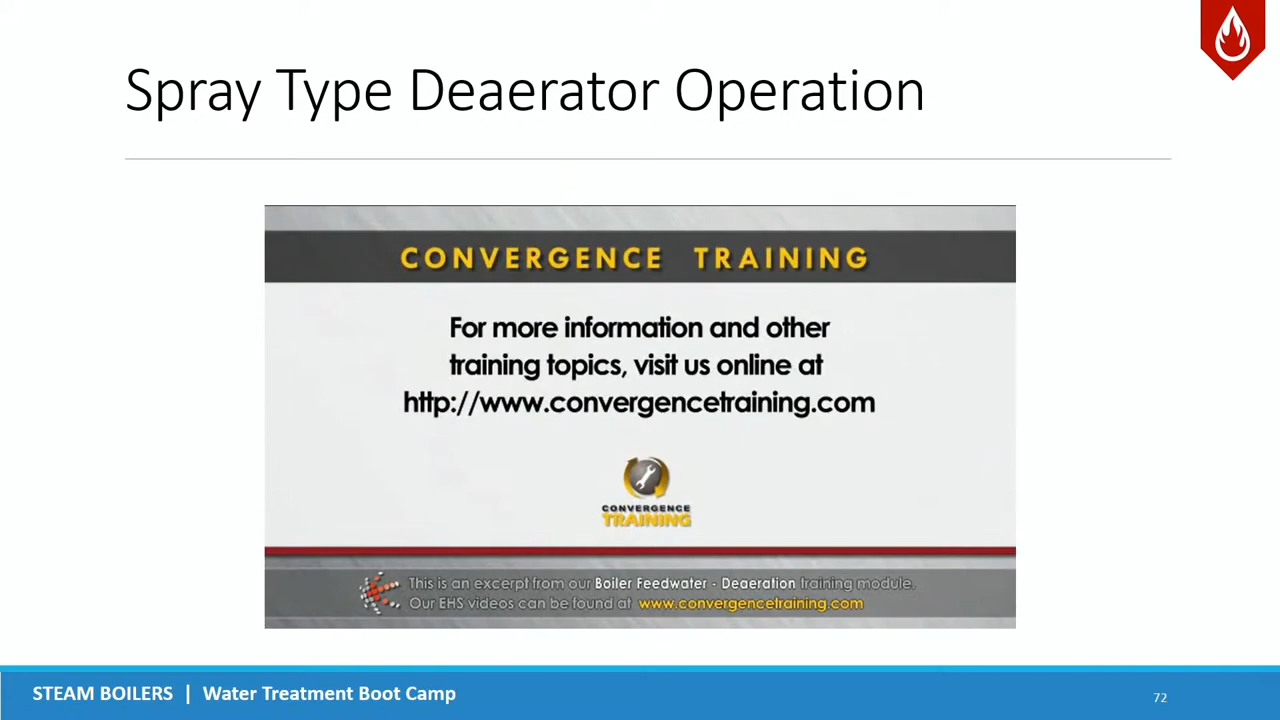 Spray Type Deaerator Operation
CONVERGENCE TRAINING
For more information and other
training topics, visit us online at
http://www.convergencetraining.com
CONVERGENCE
TRAINING
This is an excerpt from our Boiler Feedwater - Deaeration training module.
Our EHS videos can be found at www.convergencetraining.com
STEAM BOILERS | Water Treatment Boot Camp
72